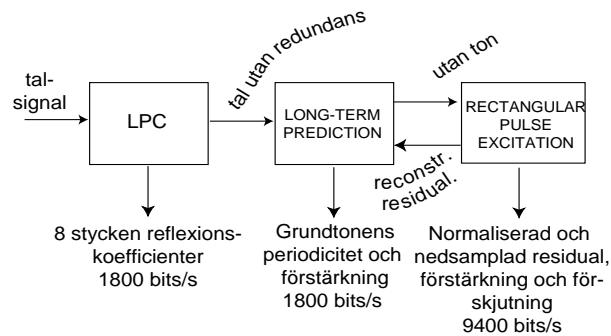 tal-
signal
LPC
tal utan redundans
LONG-TERM
PREDICTION
utan ton
reconstr.
residual.
RECTANGULAR
PULSE
EXCITATION
8 stycken reflexions-
koefficienter
1800 bits/s
Grundtonens
periodicitet och
förstärkning
1800 bits/s
Normaliserad och
nedsamplad residual,
förstärkning och för-
skjutning
9400 bits/s